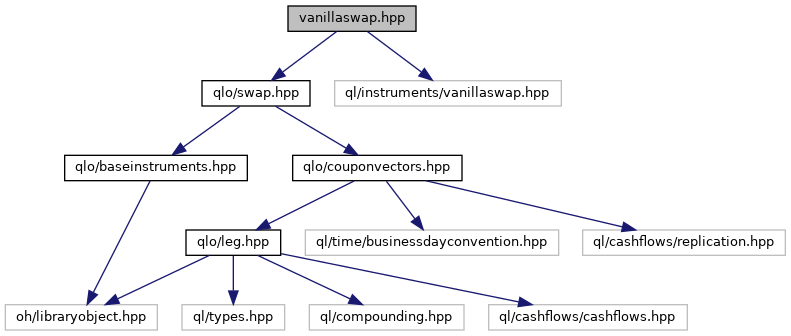 vanillaswap.hpp
qlo/swap.hpp
ql/instruments/vanillaswap.hpp
qlo/baseinstruments.hpp
qlo/couponvectors.hpp
qlo/leg.hpp
ql/time/businessdayconvention.hpp
ql/cashflows/replication.hpp
oh/libraryobject.hpp
ql/types.hpp
ql/compounding.hpp
ql/cashflows/cashflows.hpp